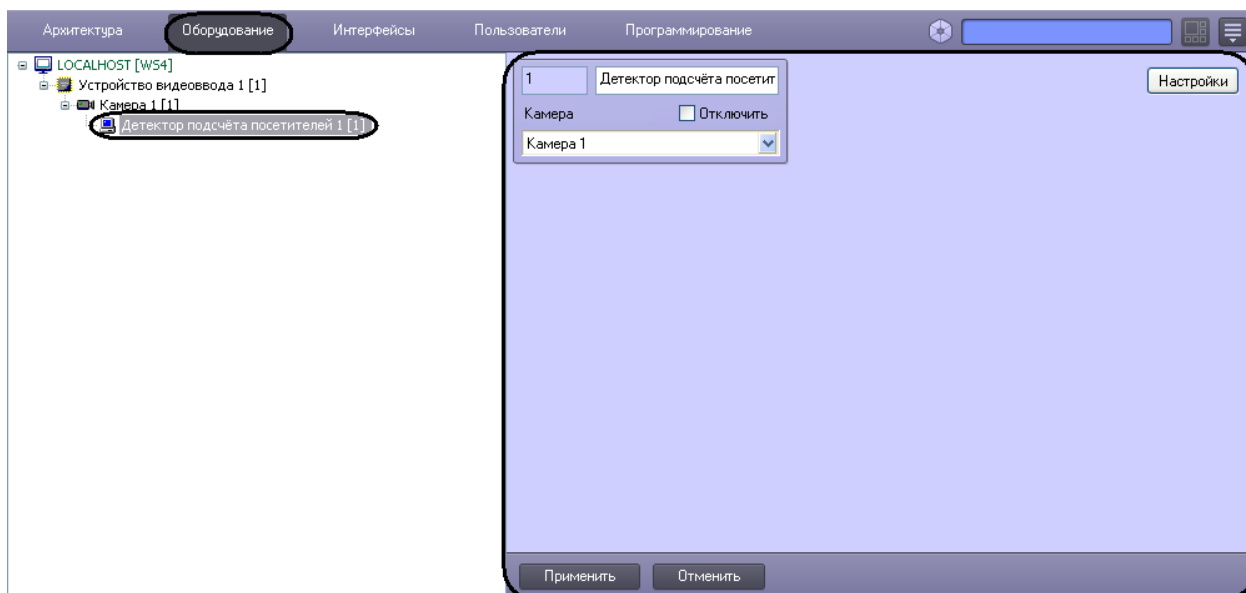 Архитектура Оборудование Интерфейсы Пользователи Программирование
LOCALHOST [WS4]
Устройство видеоввода 1 [1]
Камера 1 [1]
Детектор подсчёта посетителей 1 [1]
1 Детектор подсчёта посетит
Настройки
Камера Отключить
Камера 1
Применить Отменить